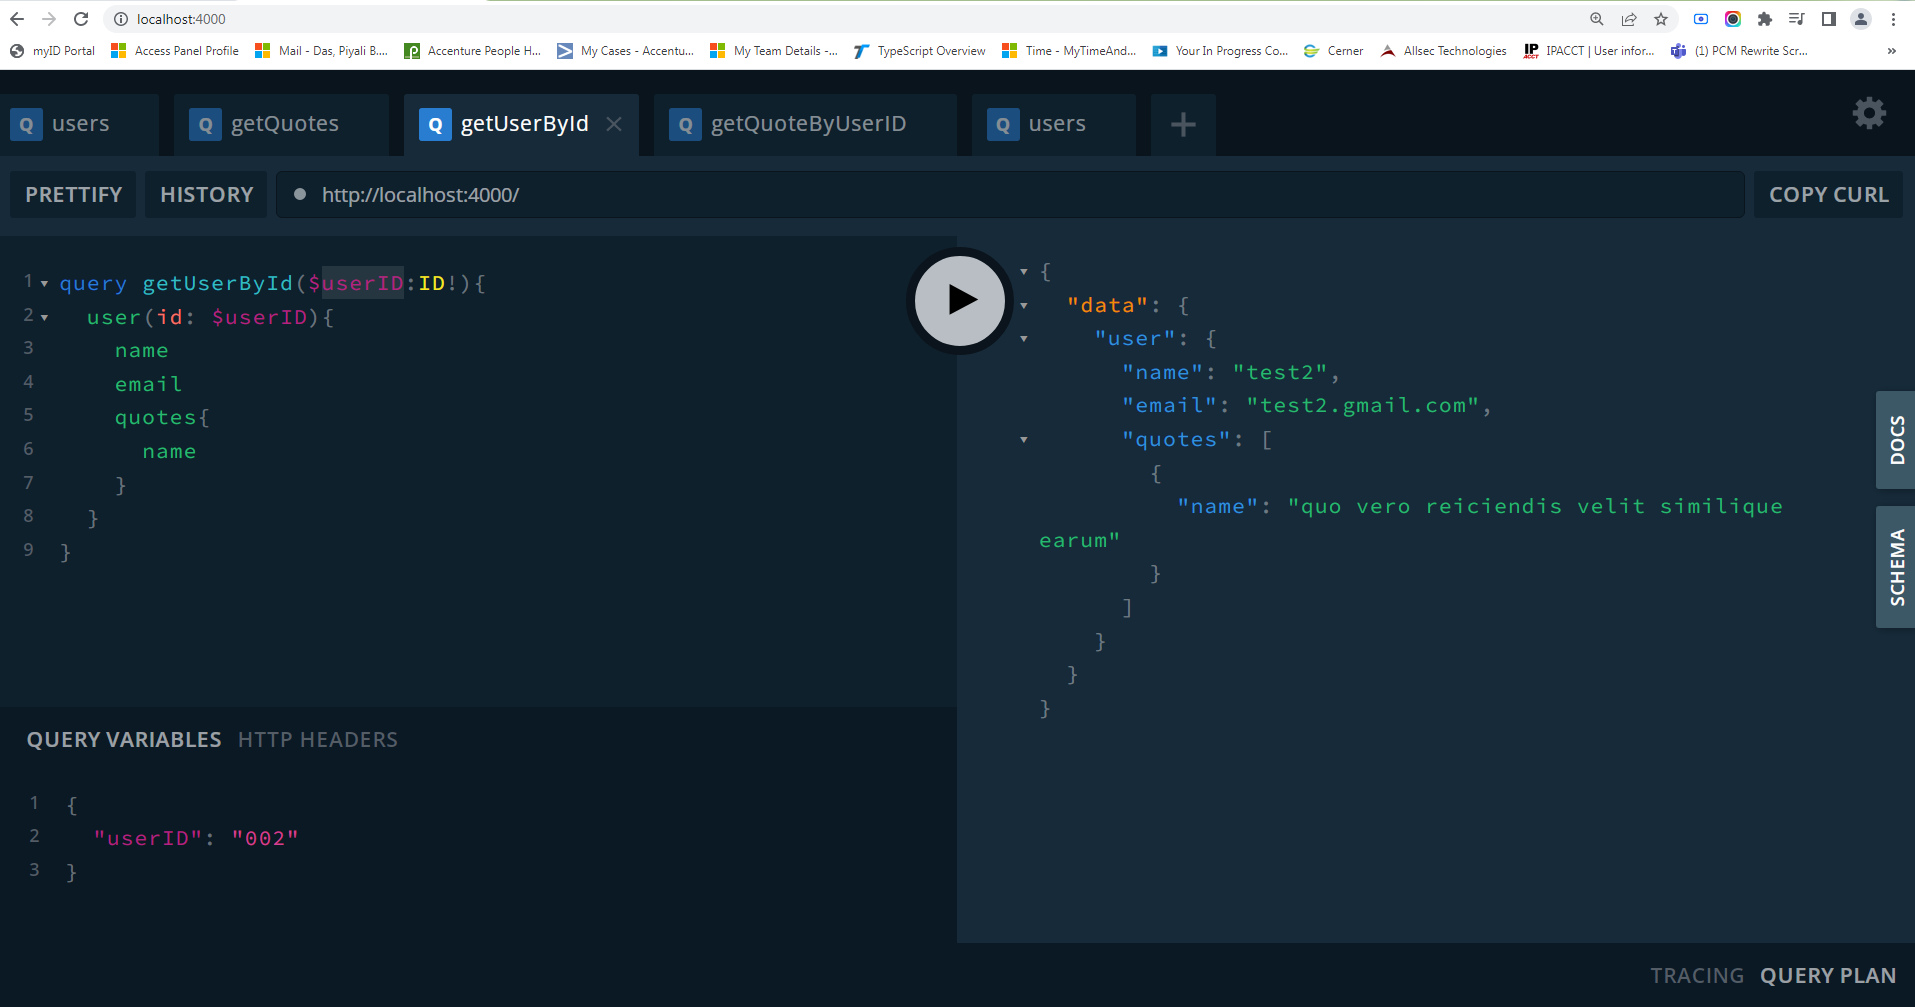 localhost:4000
myID Portal Access Panel Profile Mail - Das, Piyali B.... Accenture People H... My Cases - Accentu... My Team Details -... TypeScript Overview Time - MyTimeAnd... Your In Progress Co... Cerner Allsec Technologies IPACCT | User infor... (1) PCM Rewrite Scr... »
Q users Q getQuotes Q getUserById Q getQuoteByUserID Q users +
PRETTIFY HISTORY http://localhost:4000/ COPY CURL
1 query getUserById($userID:ID!){
2 user(id: $userID){
3 name
4 email
5 quotes{
6 name
7 }
8 }
9 }
{
"data": {
"user": {
"name": "test2",
"email": "test2.gmail.com",
"quotes": [
{
"name": "quo vero reiciendis velit similique
earum"
}
]
}
}
}
DOCS
SCHEMA
QUERY VARIABLES HTTP HEADERS
1 {
2 "userID": "002"
3 }
TRACING QUERY PLAN